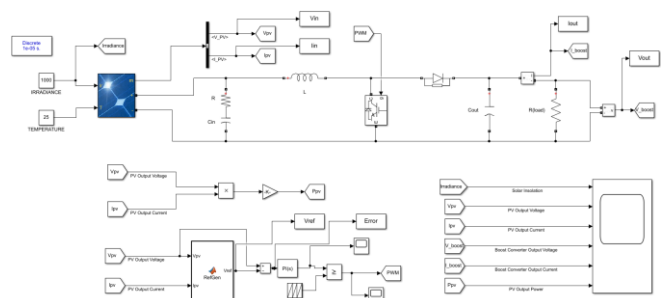 Discrete
1e-05 s.
Irradiance
1000
IRRADIANCE
25
TEMPERATURE
<V_PV>
<I_PV>
Vin
Vpv
Iin
Ipv
R
Cin
L
PWM
Cout
R(load)
Iout
I_boost
Vout
V_boost
Vpv
PV Output Voltage
Ipv
PV Output Current
×
-K-
Ppv
Vref
Error
Vpv
PV Output Voltage
Ipv
PV Output Current
Vpv
Ipv
RefGen
Vref
PI(s)
PWM
Irradiance
Solar Insolation
Vpv
PV Output Voltage
Ipv
PV Output Current
V_boost
Boost Converter Output Voltage
I_boost
Boost Converter Output Current
Ppv
PV Output Power